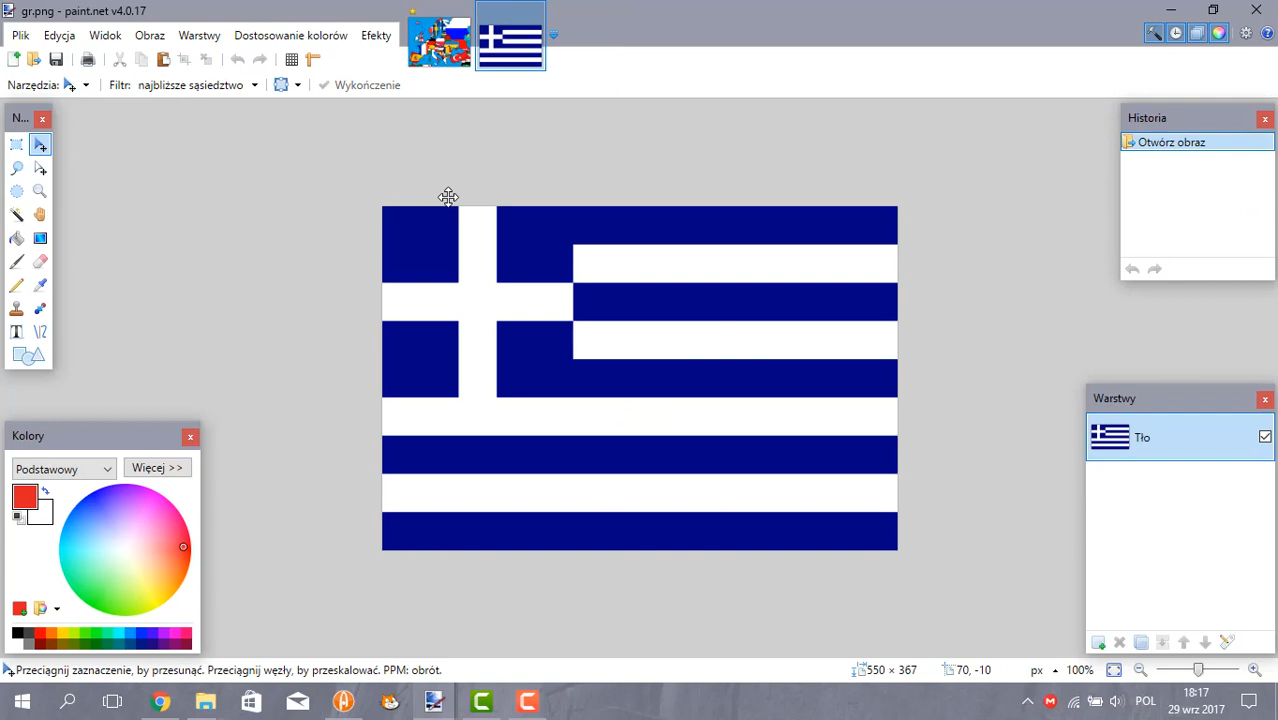 gr.png - paint.net v4.0.17
Plik Edycja Widok Obraz Warstwy Dostosowanie kolorów Efekty
Narzędzia: Filtr: najbliższe sąsiedztwo Wykończenie
N...
Historia
Otwórz obraz
Warstwy
Tło
Kolory
Podstawowy Więcej >>
Przeciągnij zaznaczenie, by przesunąć. Przeciągnij węzły, by przeskalować. PPM: obrót. 550 × 367 70, -10 px 100%
POL 18:17
29 wrz 2017